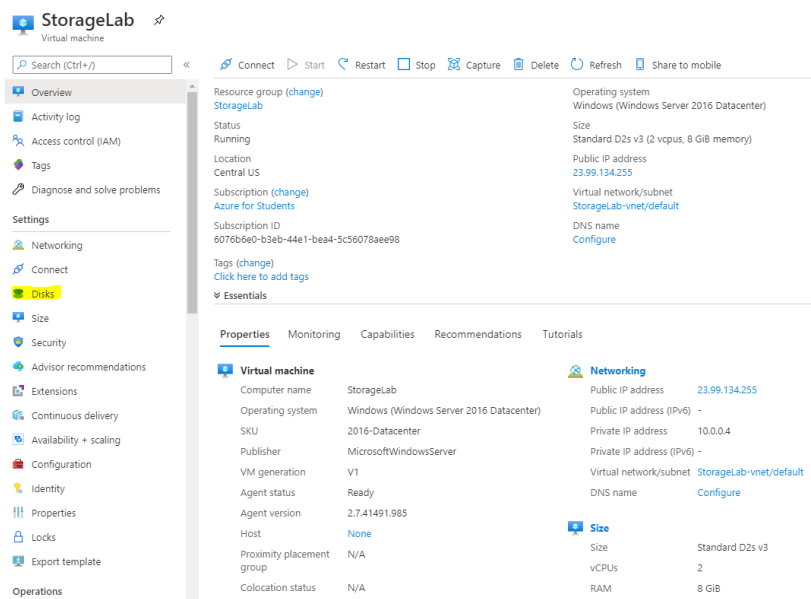 StorageLab
Virtual machine
Search (Ctrl+/)
«
Overview
Activity log
Access control (IAM)
Tags
Diagnose and solve problems
Settings
Networking
Connect
Disks
Size
Security
Advisor recommendations
Extensions
Continuous delivery
Availability + scaling
Configuration
Identity
Properties
Locks
Export template
Operations
Connect Start Restart Stop Capture Delete Refresh Share to mobile
Resource group (change)
StorageLab
Status
Running
Location
Central US
Subscription (change)
Azure for Students
Subscription ID
6076b6e0-b3eb-44e1-bea4-5c56078aee98
Tags (change)
Click here to add tags
Operating system
Windows (Windows Server 2016 Datacenter)
Size
Standard D2s v3 (2 vcpus, 8 GiB memory)
Public IP address
23.99.134.255
Virtual network/subnet
StorageLab-vnet/default
DNS name
Configure
Essentials
Properties Monitoring Capabilities Recommendations Tutorials
Virtual machine
Computer name StorageLab
Operating system Windows (Windows Server 2016 Datacenter)
SKU 2016-Datacenter
Publisher MicrosoftWindowsServer
VM generation V1
Agent status Ready
Agent version 2.7.41491.985
Host None
Proximity placement N/A
group
Colocation status N/A
Networking
Public IP address 23.99.134.255
Public IP address (IPv6) -
Private IP address 10.0.0.4
Private IP address (IPv6) -
Virtual network/subnet StorageLab-vnet/default
DNS name Configure
Size
Size Standard D2s v3
vCPUs 2
RAM 8 GiB